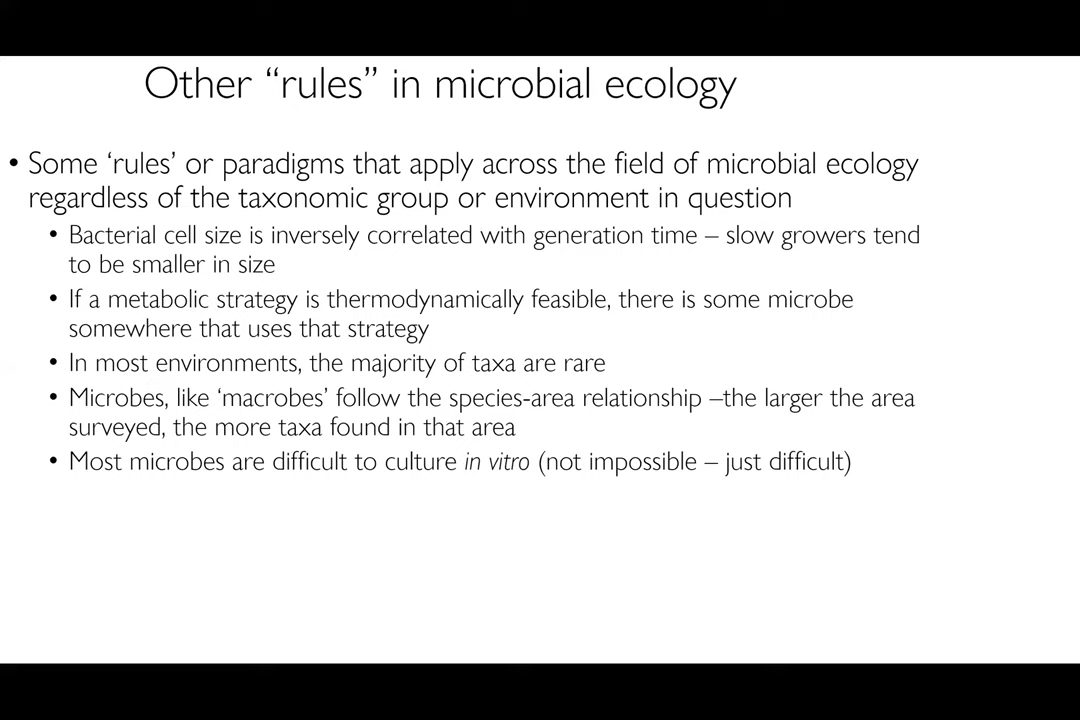 Other “rules” in microbial ecology
• Some ‘rules’ or paradigms that apply across the field of microbial ecology
regardless of the taxonomic group or environment in question
• Bacterial cell size is inversely correlated with generation time – slow growers tend
to be smaller in size
• If a metabolic strategy is thermodynamically feasible, there is some microbe
somewhere that uses that strategy
• In most environments, the majority of taxa are rare
• Microbes, like ‘macrobes’ follow the species-area relationship –the larger the area
surveyed, the more taxa found in that area
• Most microbes are difficult to culture in vitro (not impossible – just difficult)